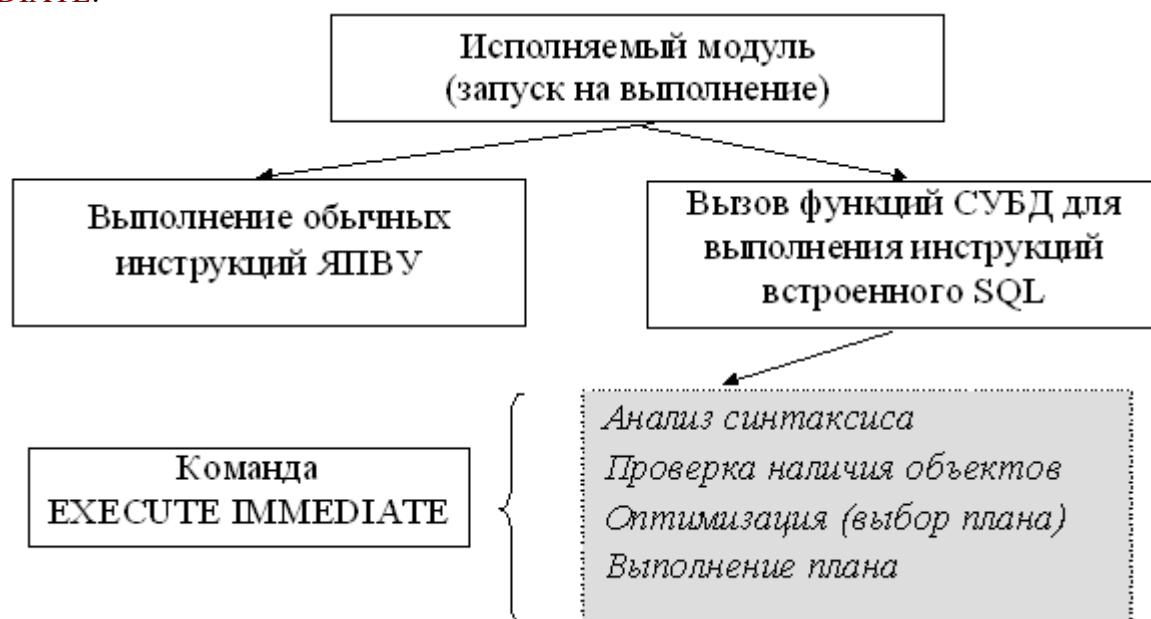 DIATE.
Исполняемый модуль
(запуск на выполнение)
Выполнение обычных
инструкций ЯПВУ
Вызов функций СУБД для
выполнения инструкций
встроенного SQL
Команда
EXECUTE IMMEDIATE
Анализ синтаксиса
Проверка наличия объектов
Оптимизация (выбор плана)
Выполнение плана